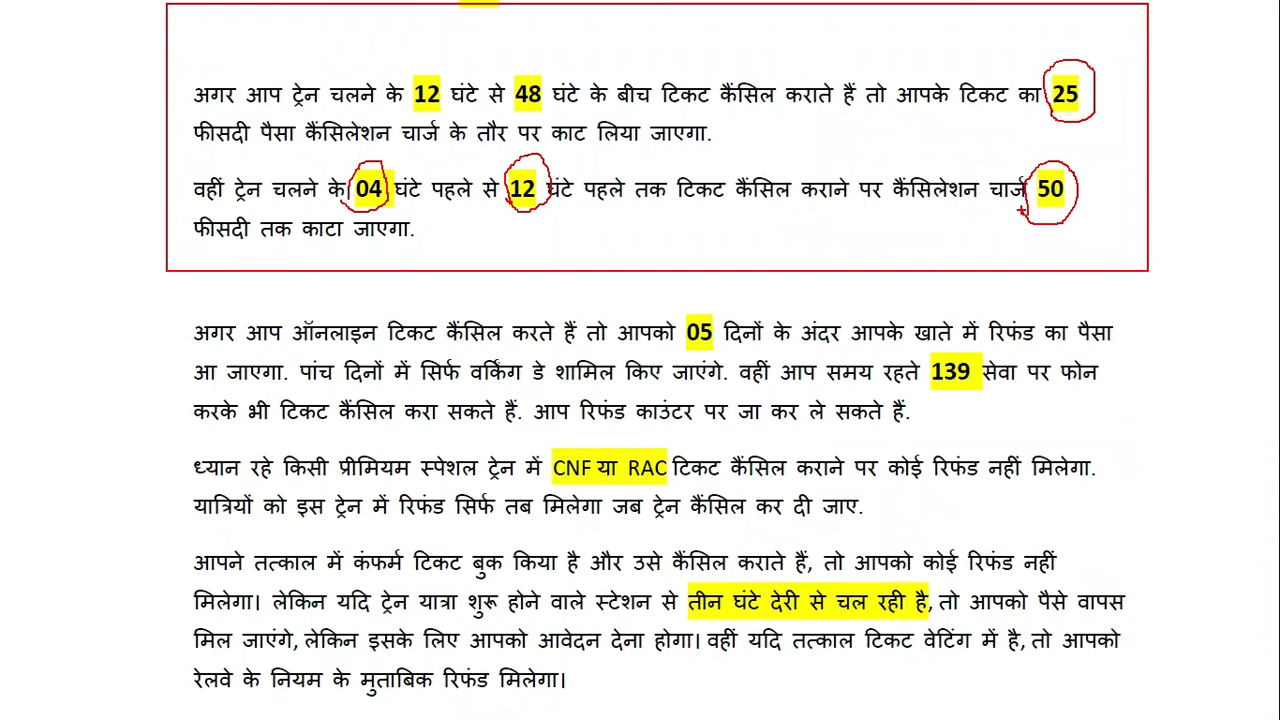 अगर आप ट्रेन चलने के 12 घंटे से 48 घंटे के बीच टिकट कैंसिल कराते हैं तो आपके टिकट का 25
फीसदी पैसा कैंसिलेशन चार्ज के तौर पर काट लिया जाएगा.
वहीं ट्रेन चलने के 04 घंटे पहले से 12 घंटे पहले तक टिकट कैंसिल कराने पर कैंसिलेशन चार्ज 50
फीसदी तक काटा जाएगा.
अगर आप ऑनलाइन टिकट कैंसिल करते हैं तो आपको 05 दिनों के अंदर आपके खाते में रिफंड का पैसा
आ जाएगा. पांच दिनों में सिर्फ वर्किंग डे शामिल किए जाएंगे. वहीं आप समय रहते 139 सेवा पर फोन
करके भी टिकट कैंसिल करा सकते हैं. आप रिफंड काउंटर पर जा कर ले सकते हैं.
ध्यान रहे किसी प्रीमियम स्पेशल ट्रेन में CNF या RAC टिकट कैंसिल कराने पर कोई रिफंड नहीं मिलेगा.
यात्रियों को इस ट्रेन में रिफंड सिर्फ तब मिलेगा जब ट्रेन कैंसिल कर दी जाए.
आपने तत्काल में कंफर्म टिकट बुक किया है और उसे कैंसिल कराते हैं, तो आपको कोई रिफंड नहीं
मिलेगा। लेकिन यदि ट्रेन यात्रा शुरू होने वाले स्टेशन से तीन घंटे देरी से चल रही है, तो आपको पैसे वापस
मिल जाएंगे, लेकिन इसके लिए आपको आवेदन देना होगा। वहीं यदि तत्काल टिकट वेटिंग में है, तो आपको
रेलवे के नियम के मुताबिक रिफंड मिलेगा।